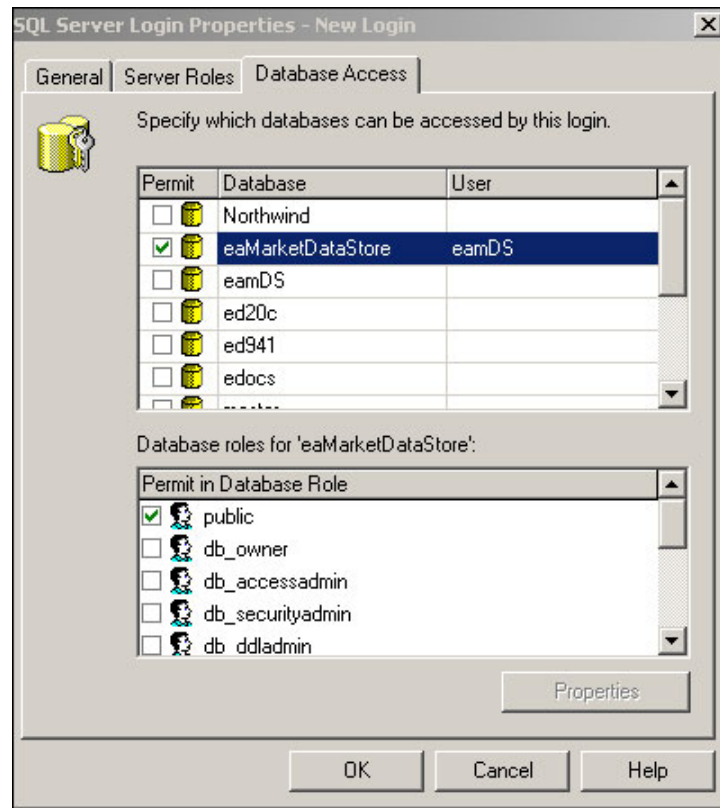 SQL Server Login Properties - New Login
General Server Roles Database Access
Specify which databases can be accessed by this login.
Permit Database User
Northwind
eaMarketDataStore eamDS
eamDS
ed20c
ed941
edocs
Database roles for 'eaMarketDataStore':
Permit in Database Role
public
db_owner
db_accessadmin
db_securityadmin
db_ddladmin
Properties
OK Cancel Help